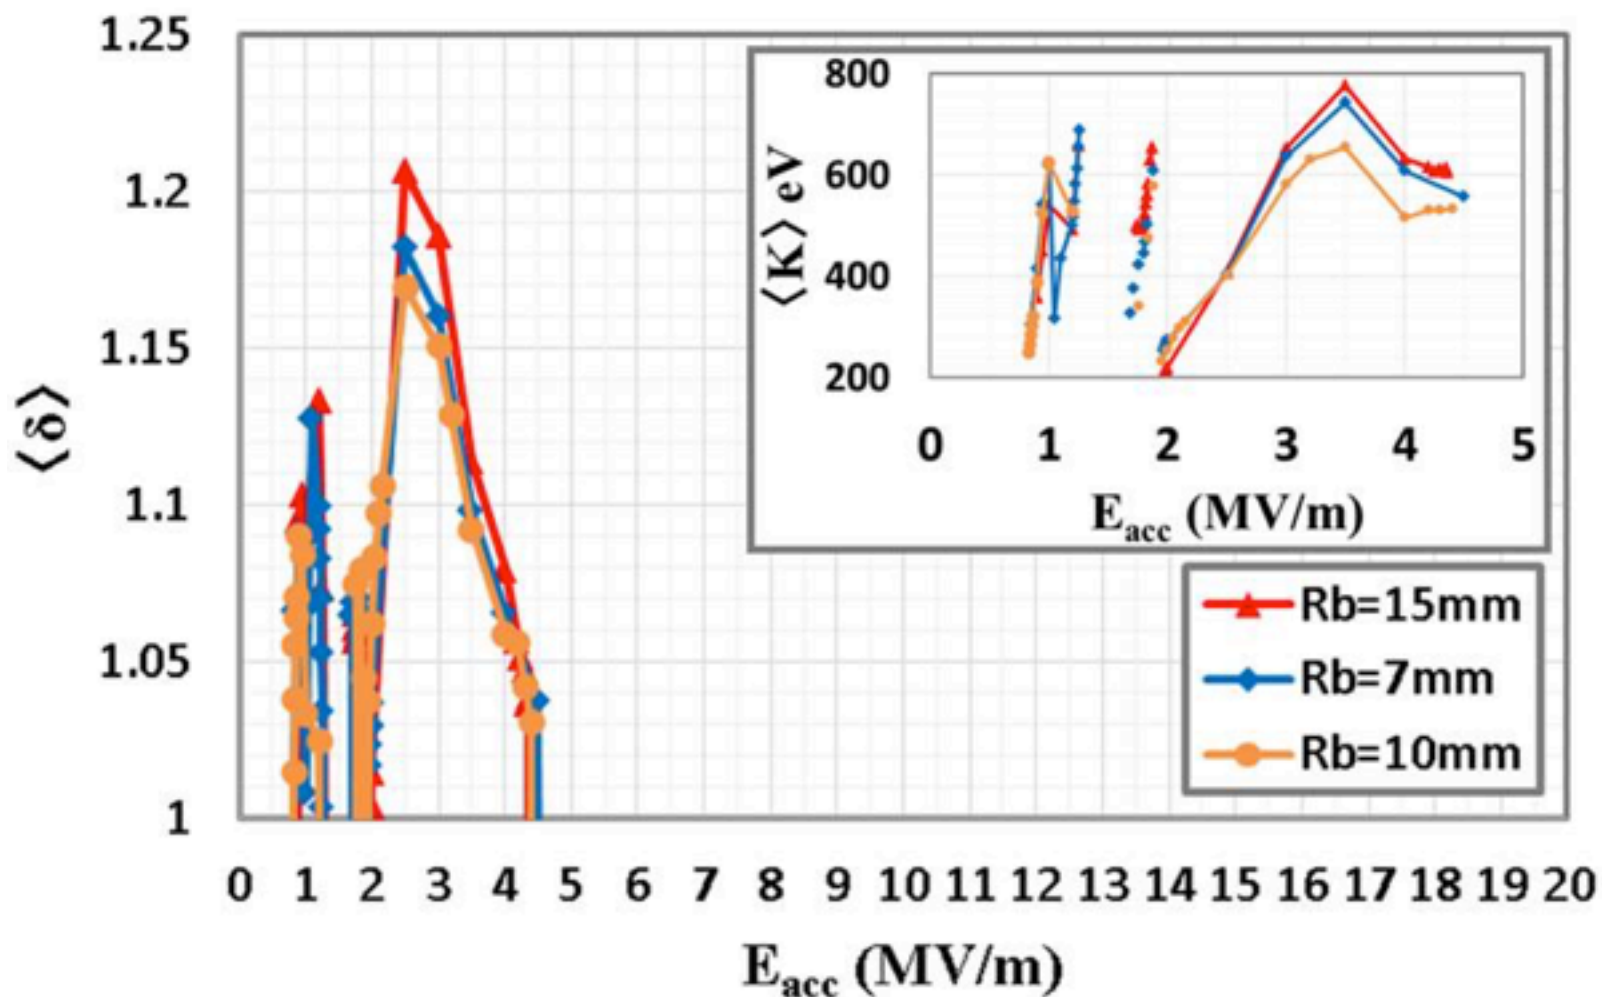 1.25
1.2
1.15
1.1
1.05
1
⟨δ⟩
0 1 2 3 4 5 6 7 8 9 10 11 12 13 14 15 16 17 18 19 20
E_acc (MV/m)
800
600
400
200
⟨K⟩ eV
0 1 2 3 4 5
E_acc (MV/m)
Rb=15mm
Rb=7mm
Rb=10mm